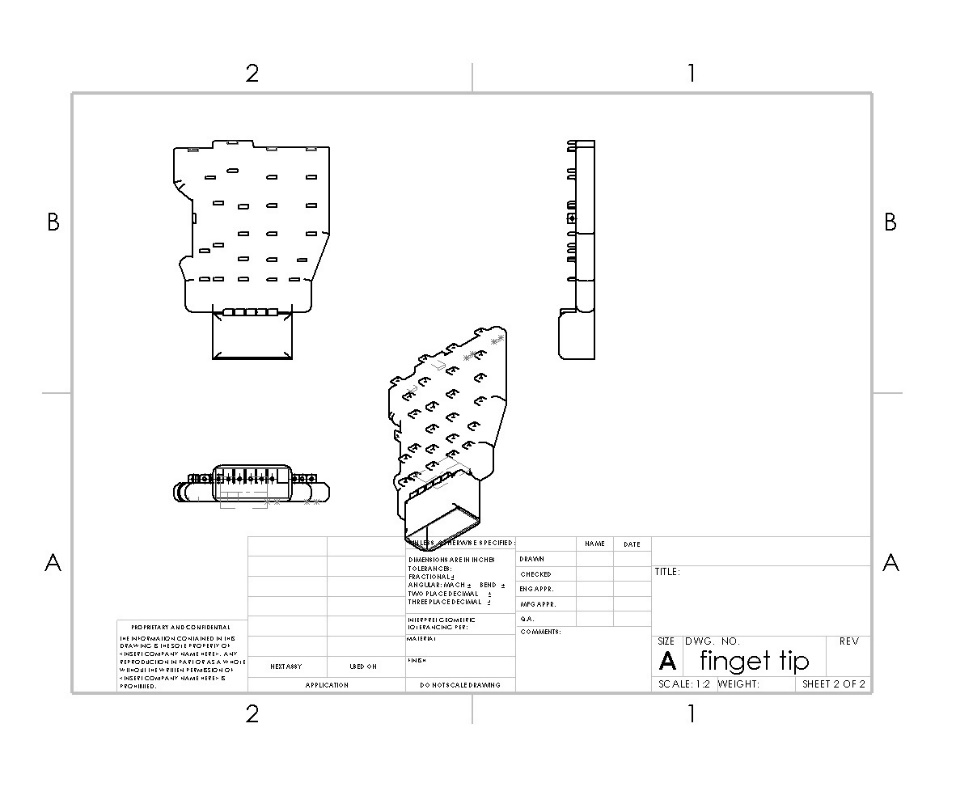 2 1
B B
A A
UNLESS OTHERWISE SPECIFIED:
NAME DATE
DIMENSIONS ARE IN INCHES
TOLERANCES:
FRACTIONAL ±
ANGULAR: MACH ± BEND ±
TWO PLACE DECIMAL ±
THREE PLACE DECIMAL ±
DRAWN
CHECKED
ENG APPR.
MFG APPR.
Q.A.
COMMENTS:
TITLE:
INTERPRET GEOMETRIC
TOLERANCING PER:
MATERIAL
FINISH
PROPRIETARY AND CONFIDENTIAL
THE INFORMATION CONTAINED IN THIS
DRAWING IS THE SOLE PROPERTY OF
<INSERT COMPANY NAME HERE>. ANY
REPRODUCTION IN PART OR AS A WHOLE
WITHOUT THE WRITTEN PERMISSION OF
<INSERT COMPANY NAME HERE> IS
PROHIBITED.
NEXT ASSY USED ON
APPLICATION DO NOT SCALE DRAWING
SIZE DWG. NO. REV
A finget tip
SCALE: 1:2 WEIGHT: SHEET 2 OF 2
2 1